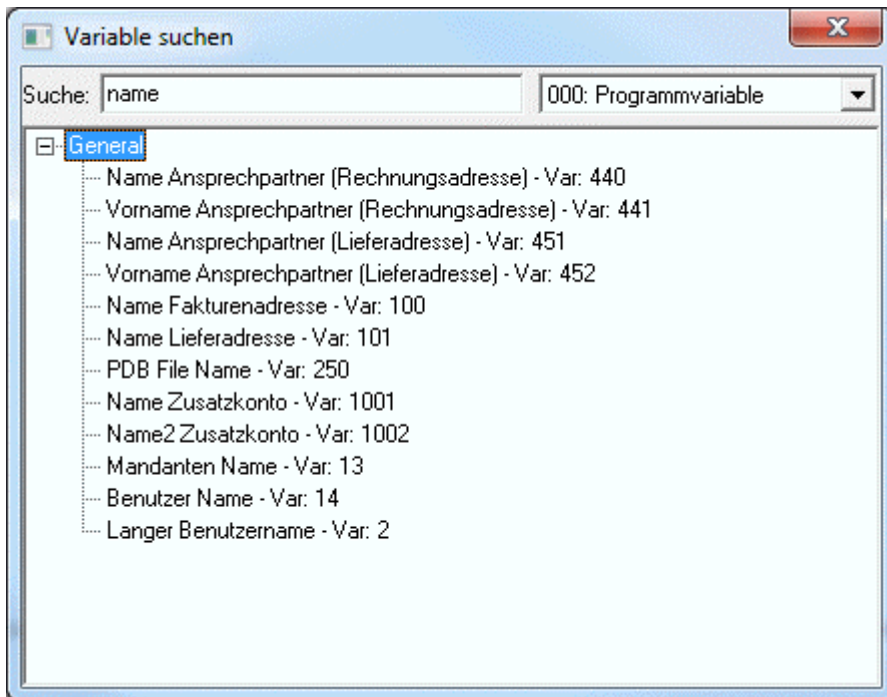 Variable suchen
Suche: name 000: Programmvariable
General
Name Ansprechpartner (Rechnungsadresse) - Var: 440
Vorname Ansprechpartner (Rechnungsadresse) - Var: 441
Name Ansprechpartner (Lieferadresse) - Var: 451
Vorname Ansprechpartner (Lieferadresse) - Var: 452
Name Fakturenadresse - Var: 100
Name Lieferadresse - Var: 101
PDB File Name - Var: 250
Name Zusatzkonto - Var: 1001
Name2 Zusatzkonto - Var: 1002
Mandanten Name - Var: 13
Benutzer Name - Var: 14
Langer Benutzername - Var: 2